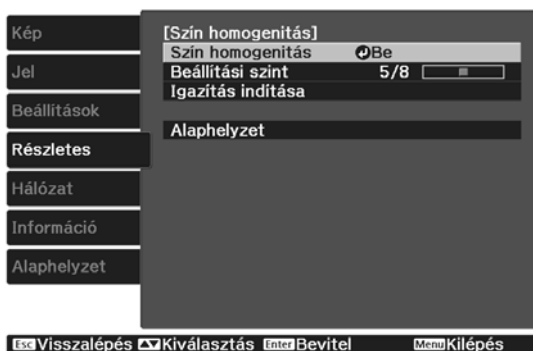 Kép
Jel
Beállítások
Részletes
Hálózat
Információ
Alaphelyzet
[Szín homogenitás]
Szín homogenitás Be
Beállítási szint 5/8
Igazítás indítása
Alaphelyzet
Esc Visszalépés Kiválasztás Enter Bevitel Menu Kilépés